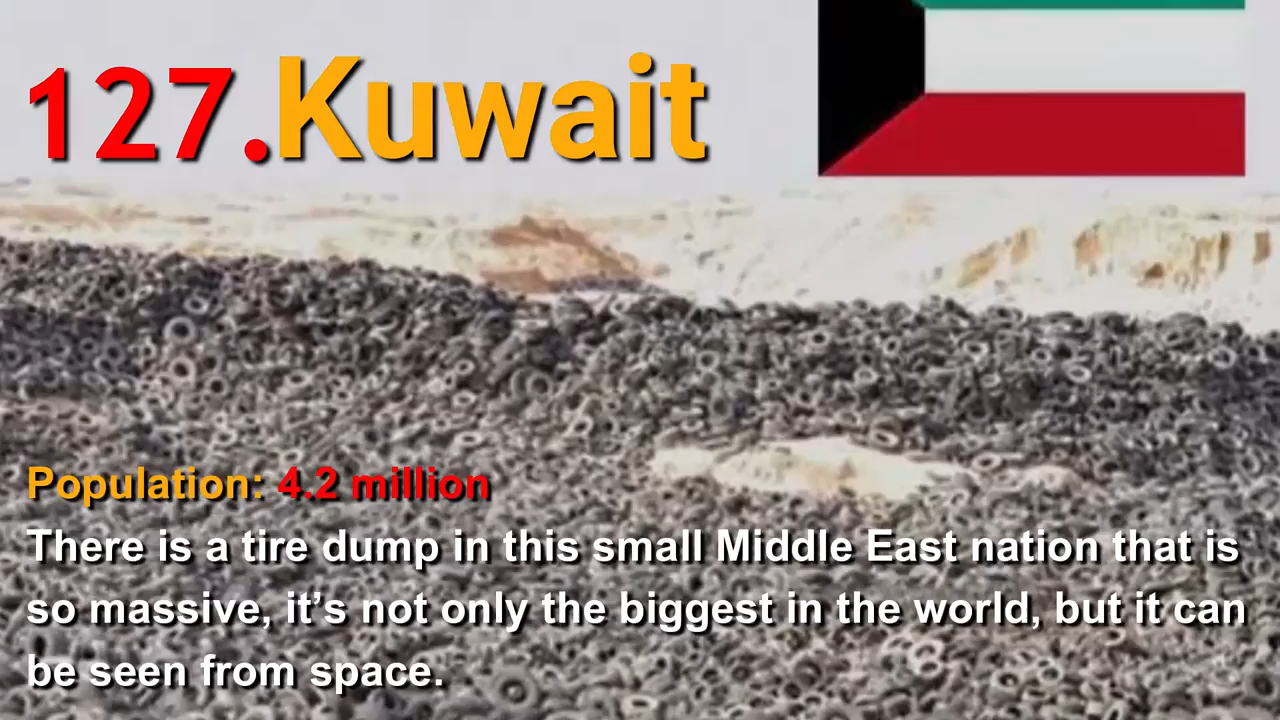 127.Kuwait
Population: 4.2 million
There is a tire dump in this small Middle East nation that is
so massive, it’s not only the biggest in the world, but it can
be seen from space.